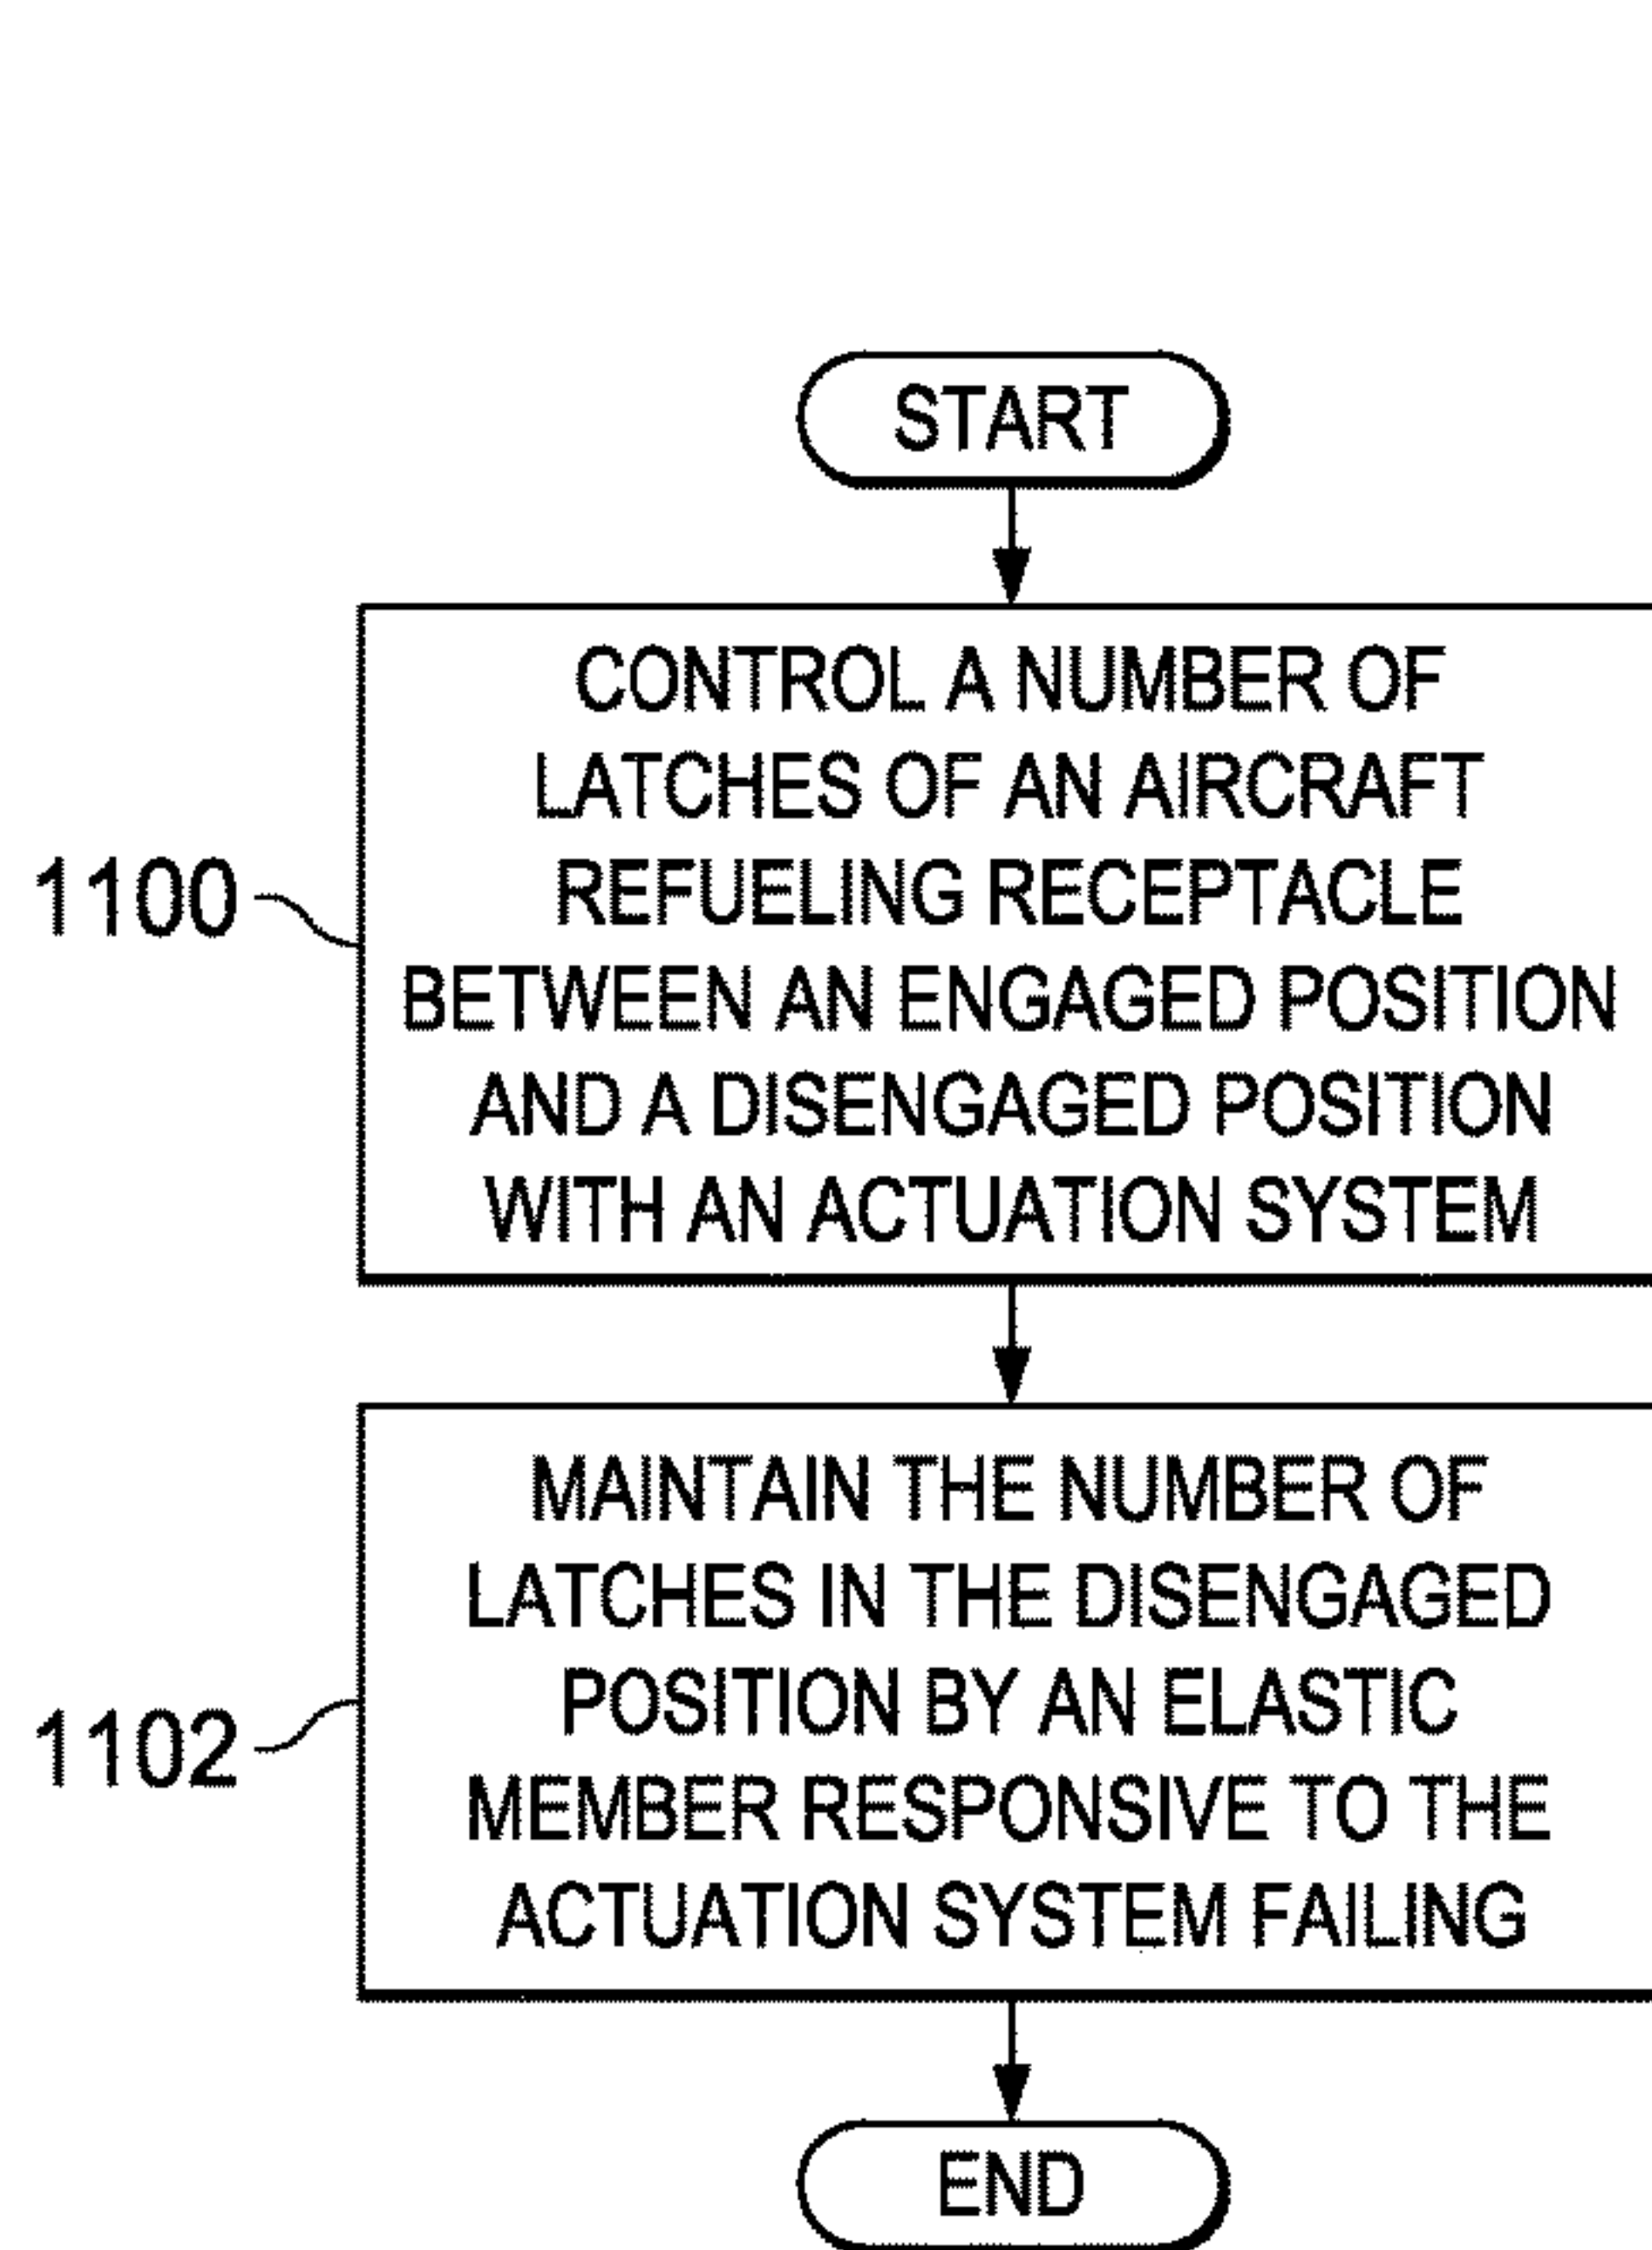 START
CONTROL A NUMBER OF
LATCHES OF AN AIRCRAFT
REFUELING RECEPTACLE
BETWEEN AN ENGAGED POSITION
AND A DISENGAGED POSITION
WITH AN ACTUATION SYSTEM
1100
MAINTAIN THE NUMBER OF
LATCHES IN THE DISENGAGED
POSITION BY AN ELASTIC
MEMBER RESPONSIVE TO THE
ACTUATION SYSTEM FAILING
1102
END